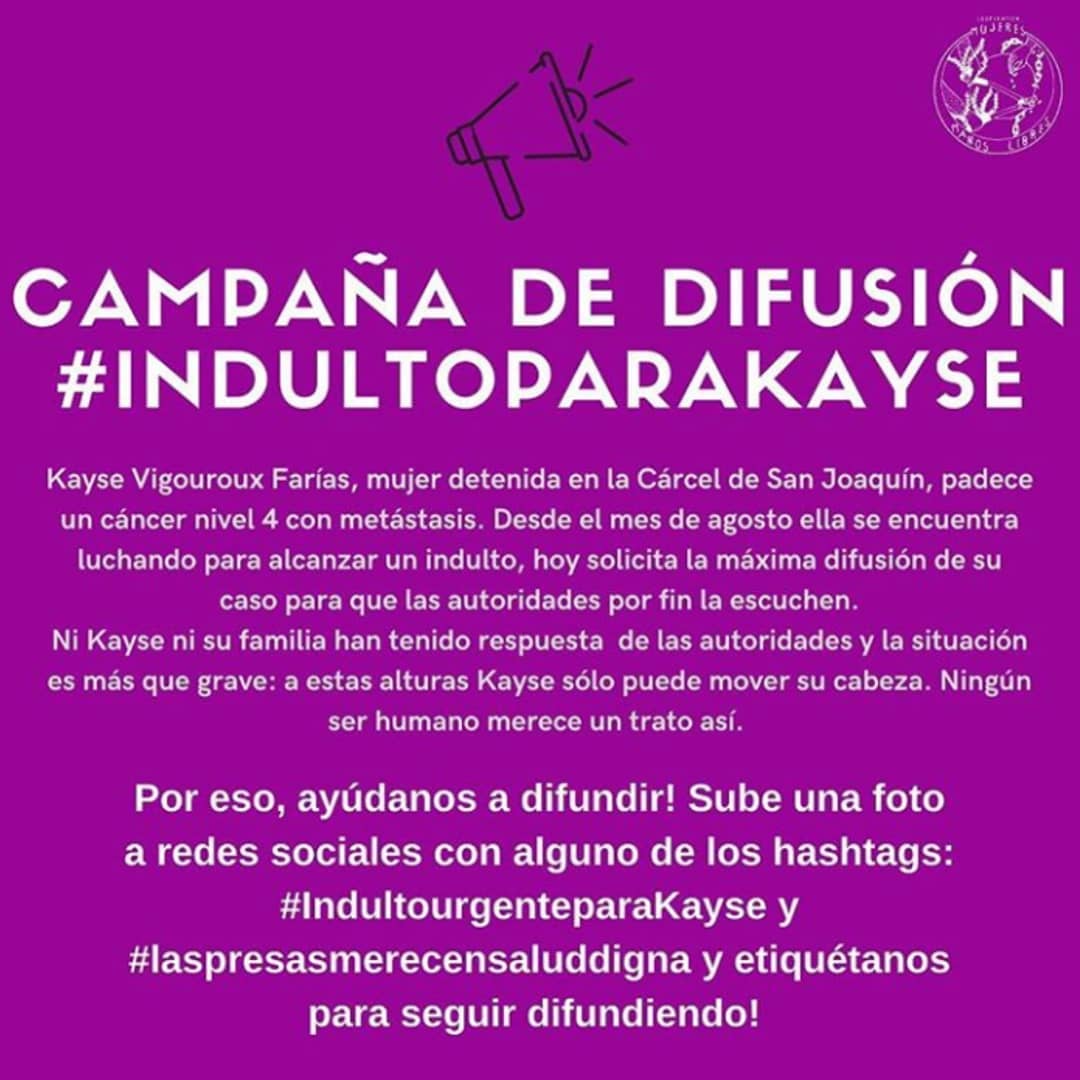 MUJERES
MANOS LIBRES
CAMPAÑA DE DIFUSIÓN
#INDULTOPARAKAYSE
Kayse Vigouroux Farías, mujer detenida en la Cárcel de San Joaquín, padece
un cáncer nivel 4 con metástasis. Desde el mes de agosto ella se encuentra
luchando para alcanzar un indulto, hoy solicita la máxima difusión de su
caso para que las autoridades por fin la escuchen.
Ni Kayse ni su familia han tenido respuesta de las autoridades y la situación
es más que grave: a estas alturas Kayse sólo puede mover su cabeza. Ningún
ser humano merece un trato así.
Por eso, ayúdanos a difundir! Sube una foto
a redes sociales con alguno de los hashtags:
#IndultourgenteparaKayse y
#laspresasmerecensaluddigna y etiquétanos
para seguir difundiendo!